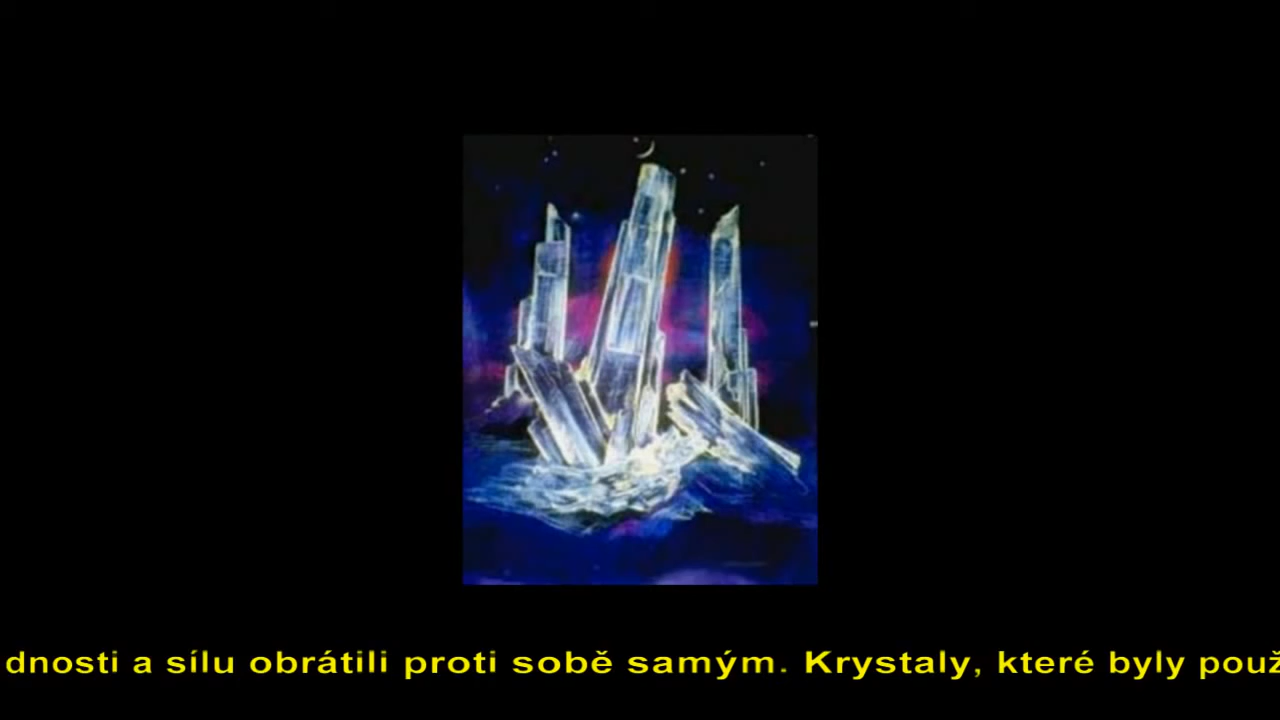 dnosti a sílu obrátili proti sobě samým. Krystaly, které byly použ